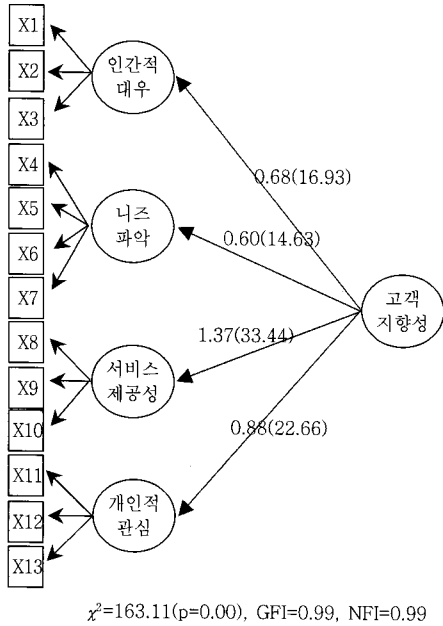 X1
X2
X3
X4
X5
X6
X7
X8
X9
X10
X11
X12
X13
인간적
대우
니즈
파악
서비스
제공성
개인적
관심
0.68(16.93)
0.60(14.63)
1.37(33.44)
0.88(22.66)
고객
지향성
χ²=163.11(p=0.00), GFI=0.99, NFI=0.99